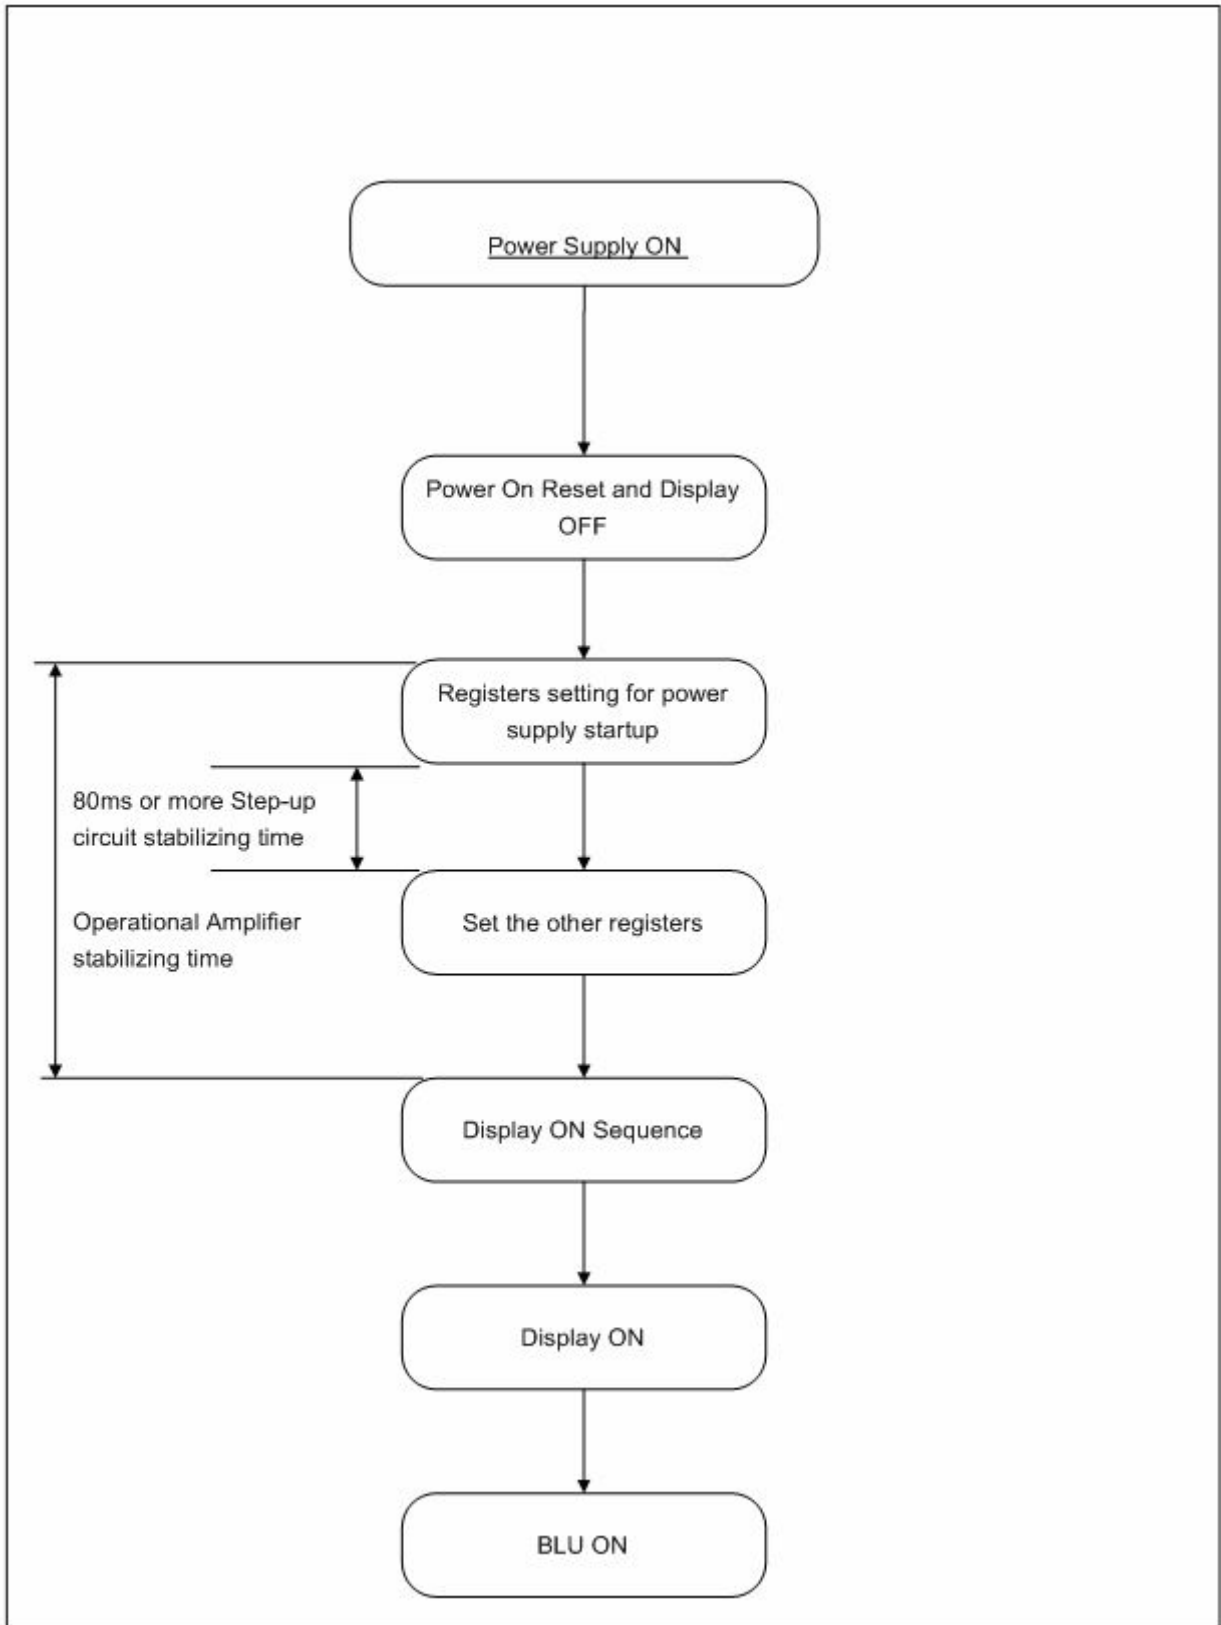 Power Supply ON
Power On Reset and Display
OFF
Registers setting for power
supply startup
80ms or more Step-up
circuit stabilizing time
Operational Amplifier
stabilizing time
Set the other registers
Display ON Sequence
Display ON
BLU ON